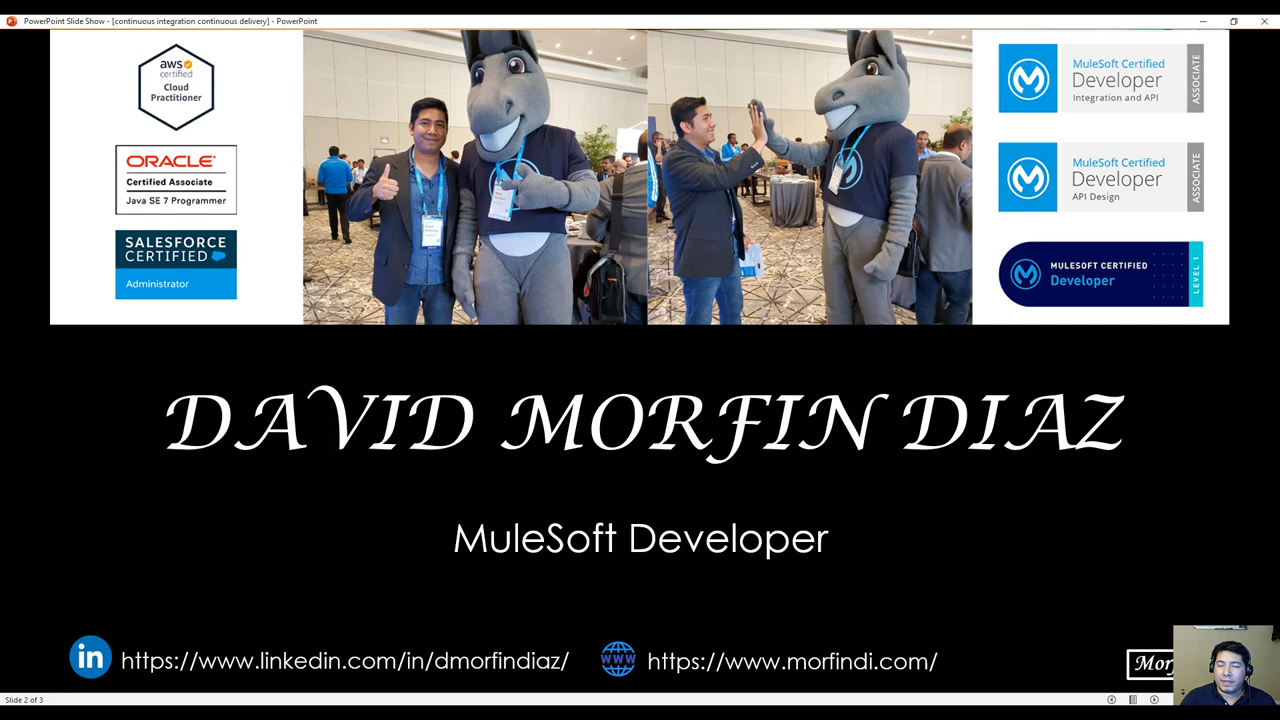 PowerPoint Slide Show - [continuous integration continuous delivery] - PowerPoint
aws
certified
Cloud
Practitioner
ORACLE
Certified Associate
Java SE 7 Programmer
SALESFORCE
CERTIFIED
Administrator
MuleSoft Certified
Developer
Integration and API
ASSOCIATE
MuleSoft Certified
Developer
API Design
ASSOCIATE
MULESOFT CERTIFIED
Developer
LEVEL 1
DAVID MORFIN DIAZ
MuleSoft Developer
in
https://www.linkedin.com/in/dmorfindiaz/
WWW
https://www.morfindi.com/
Slide 2 of 3